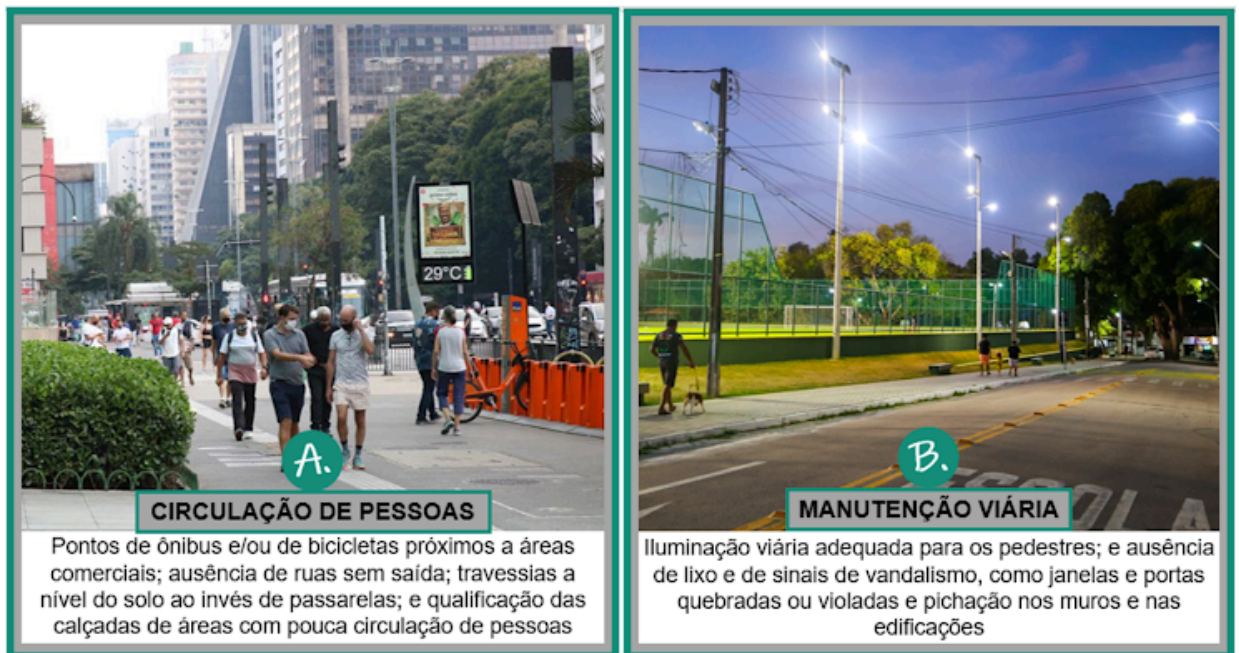 29°C
A.
CIRCULAÇÃO DE PESSOAS
Pontos de ônibus e/ou de bicicletas próximos a áreas
comerciais; ausência de ruas sem saída; travessias a
nível do solo ao invés de passarelas; e qualificação das
calçadas de áreas com pouca circulação de pessoas
ESCOLA
B.
MANUTENÇÃO VIÁRIA
Iluminação viária adequada para os pedestres; e ausência
de lixo e de sinais de vandalismo, como janelas e portas
quebradas ou violadas e pichação nos muros e nas
edificações